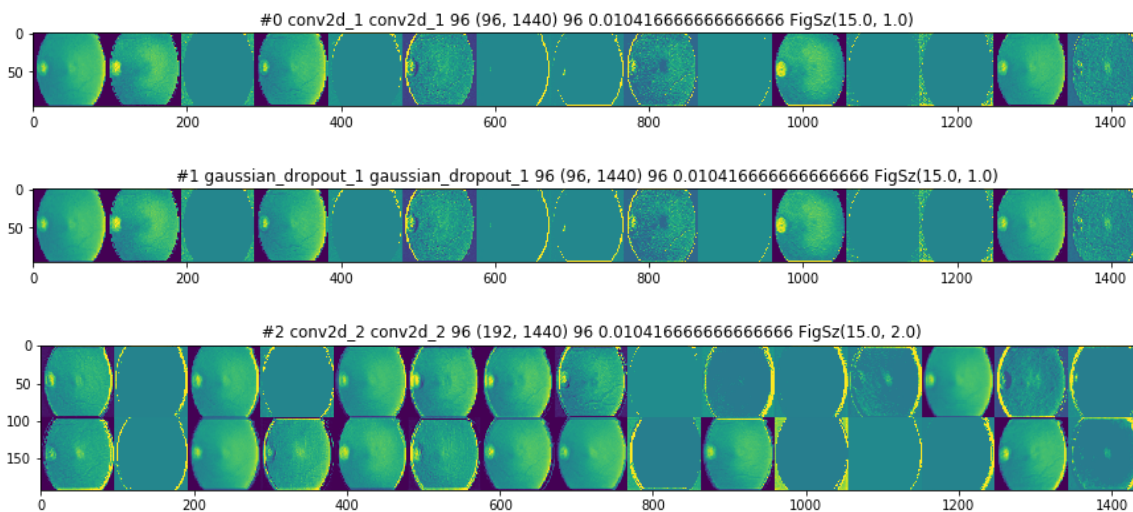 #0 conv2d_1 conv2d_1 96 (96, 1440) 96 0.010416666666666666 FigSz(15.0, 1.0)
0
50
0 200 400 600 800 1000 1200 1400
#1 gaussian_dropout_1 gaussian_dropout_1 96 (96, 1440) 96 0.010416666666666666 FigSz(15.0, 1.0)
0
50
0 200 400 600 800 1000 1200 1400
#2 conv2d_2 conv2d_2 96 (192, 1440) 96 0.010416666666666666 FigSz(15.0, 2.0)
0
50
100
150
0 200 400 600 800 1000 1200 1400